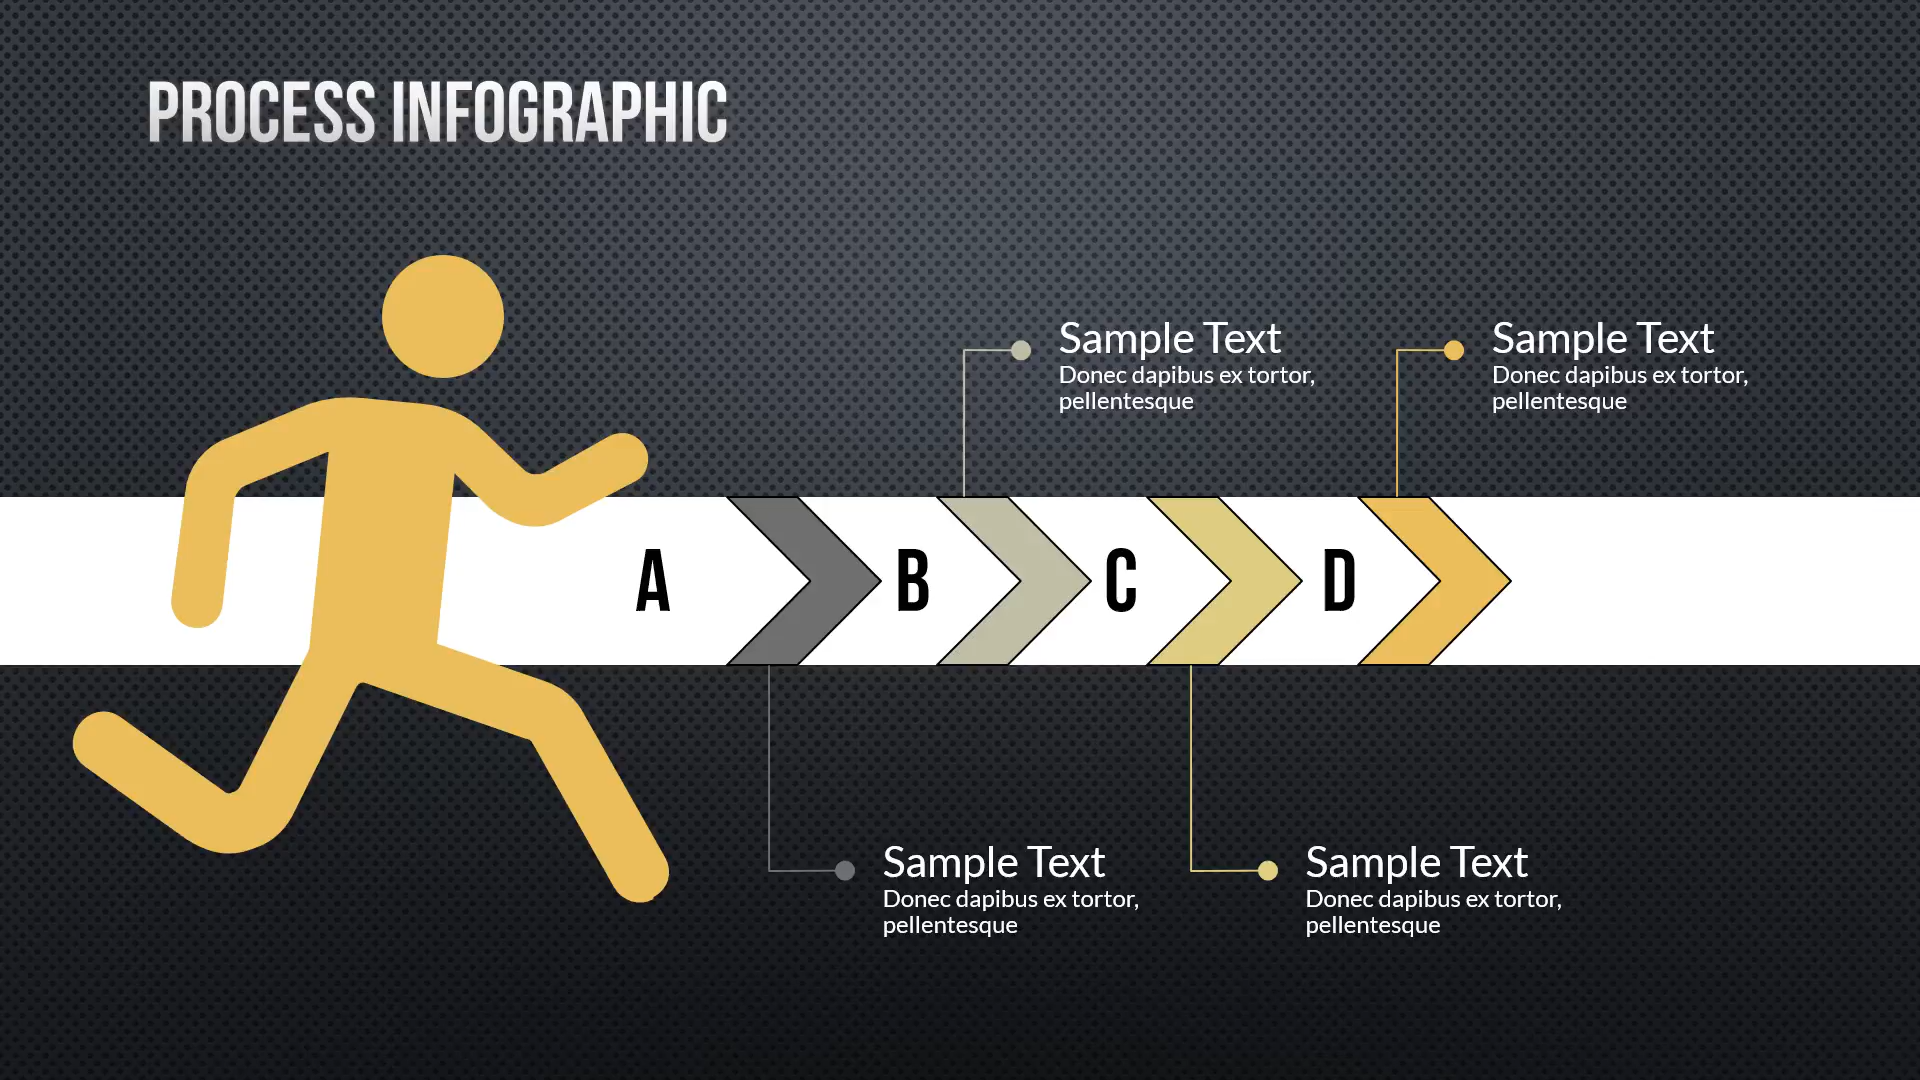 PROCESS INFOGRAPHIC
Sample Text
Donec dapibus ex tortor,
pellentesque
Sample Text
Donec dapibus ex tortor,
pellentesque
A
B
C
D
Sample Text
Donec dapibus ex tortor,
pellentesque
Sample Text
Donec dapibus ex tortor,
pellentesque